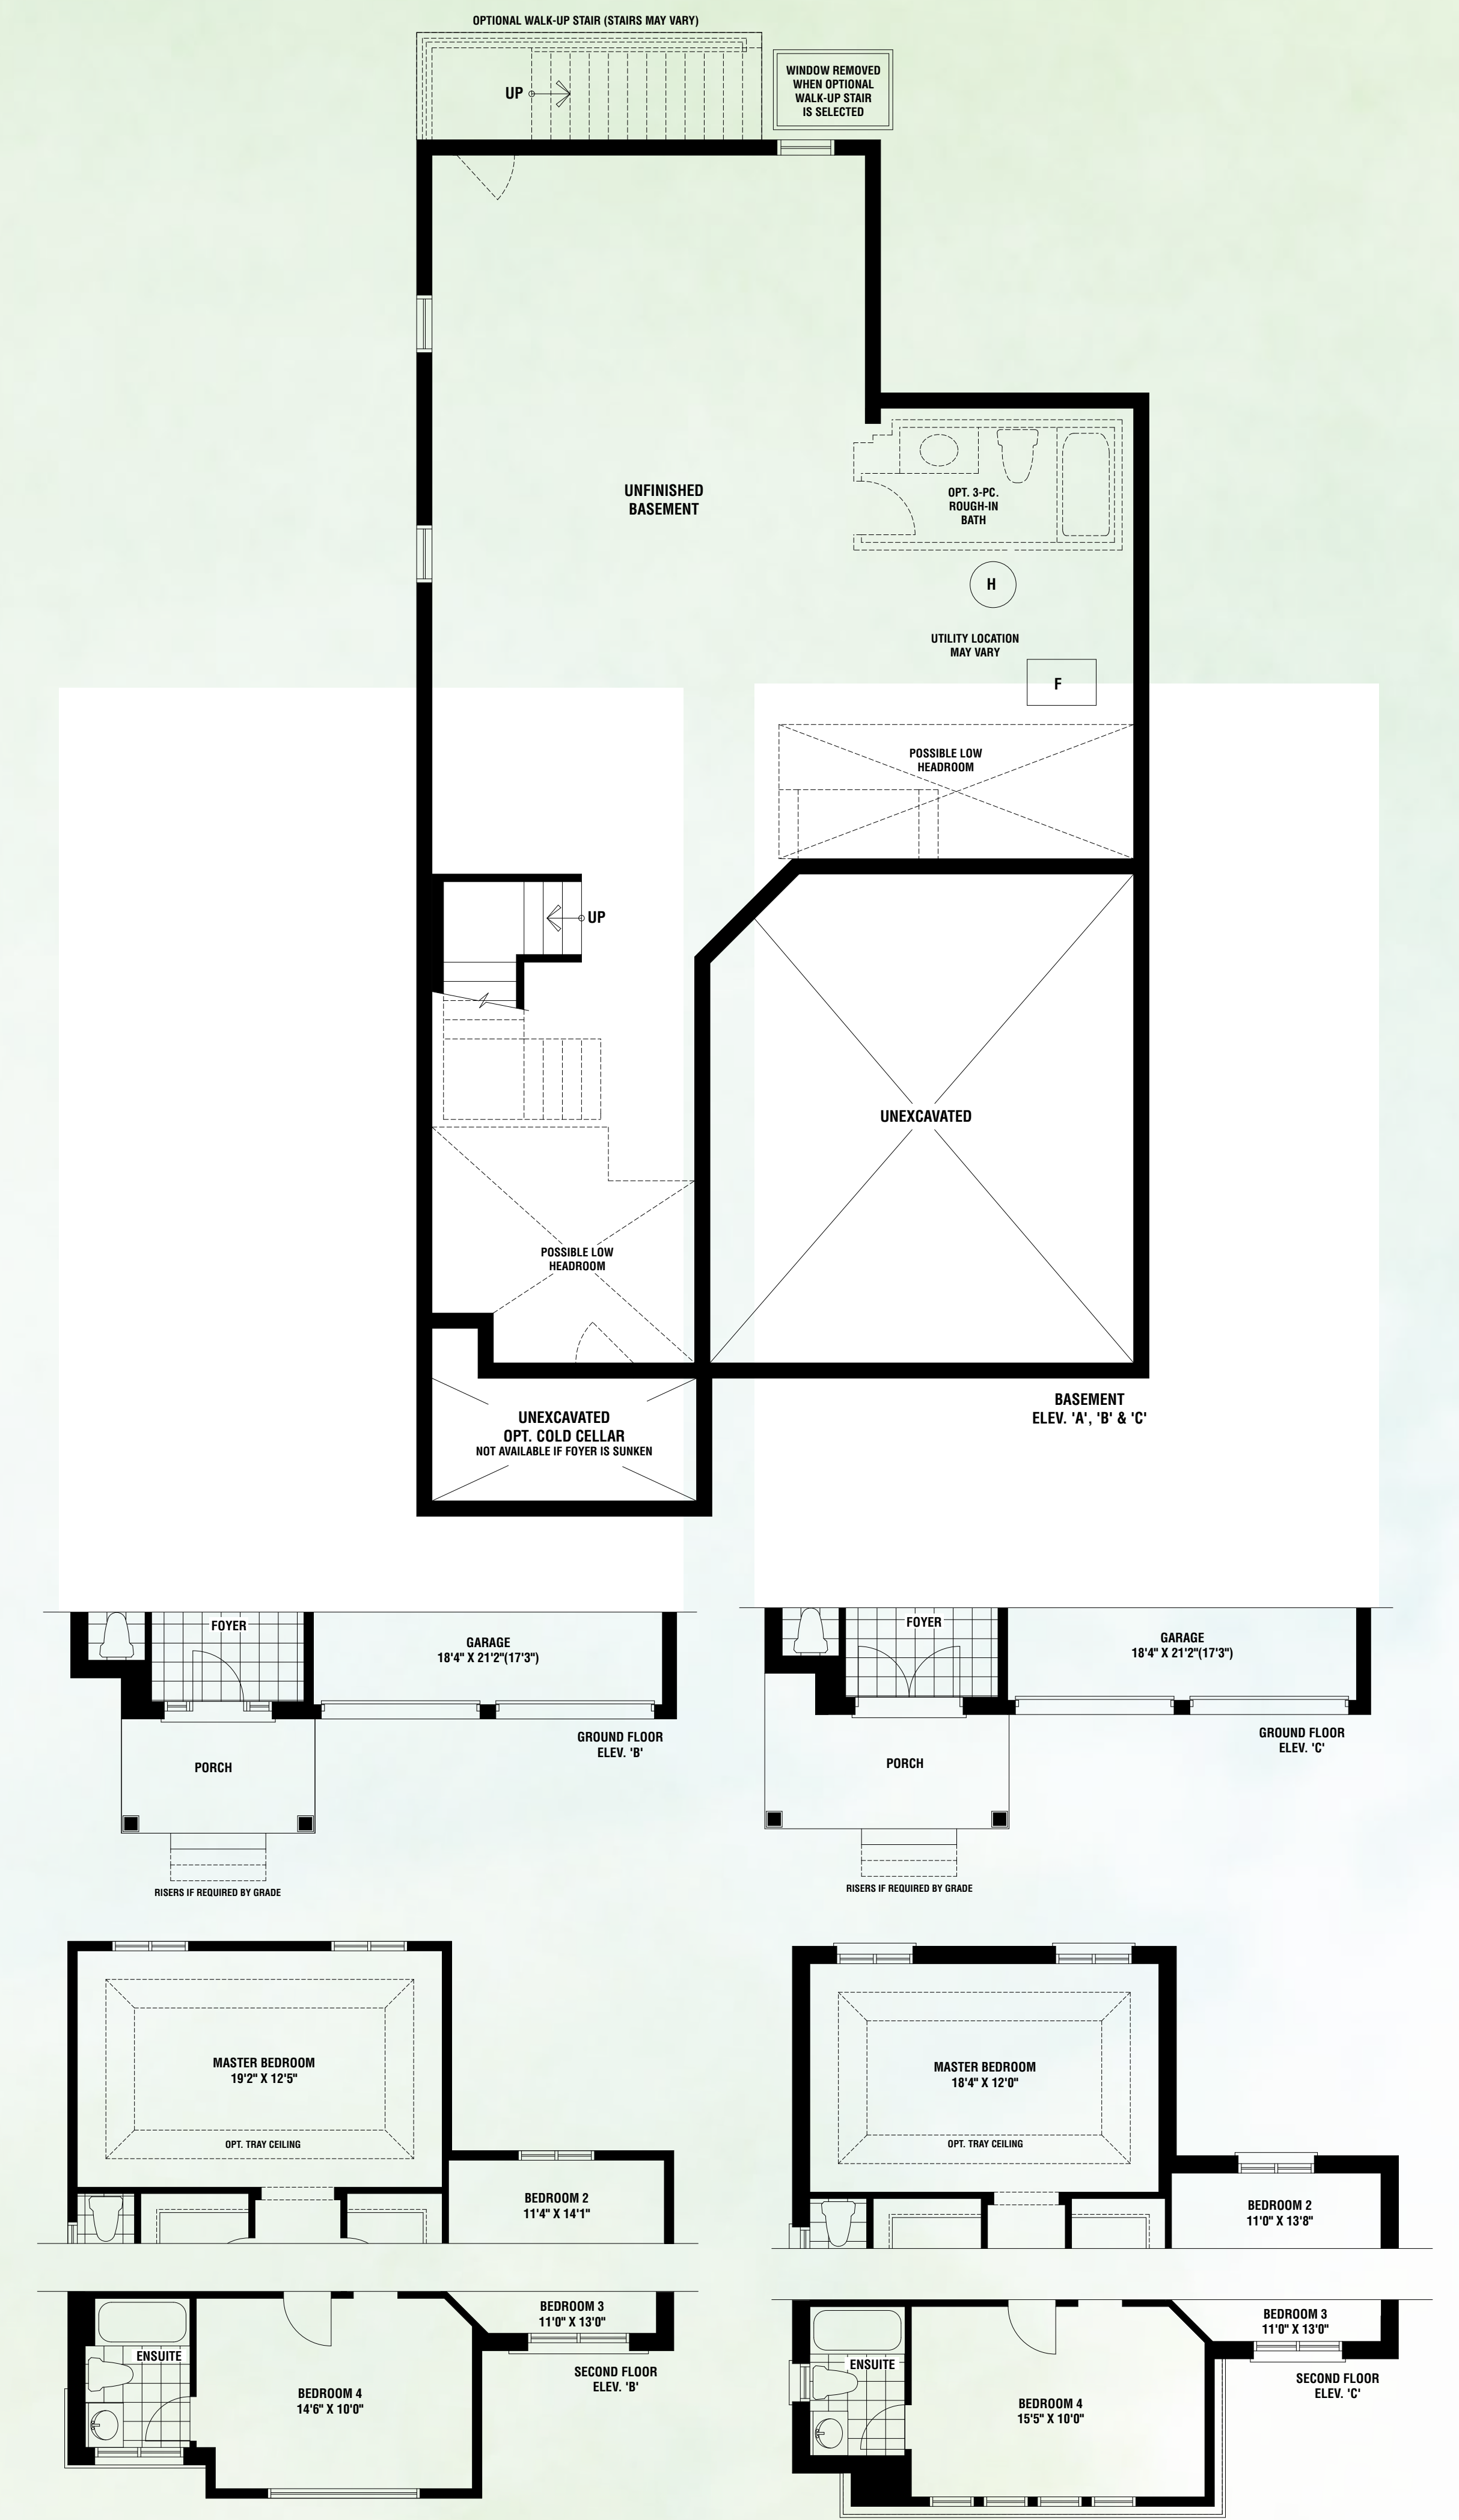 OPTIONAL WALK-UP STAIR (STAIRS MAY VARY)
UP
WINDOW REMOVED
WHEN OPTIONAL
WALK-UP STAIR
IS SELECTED
UNFINISHED
BASEMENT
OPT. 3-PC.
ROUGH-IN
BATH
H
UTILITY LOCATION
MAY VARY
F
POSSIBLE LOW
HEADROOM
UP
UNEXCAVATED
POSSIBLE LOW
HEADROOM
BASEMENT
ELEV. 'A', 'B' & 'C'
UNEXCAVATED
OPT. COLD CELLAR
NOT AVAILABLE IF FOYER IS SUNKEN
FOYER
GARAGE
18'4" X 21'2"(17'3")
GROUND FLOOR
ELEV. 'B'
PORCH
RISERS IF REQUIRED BY GRADE
FOYER
GARAGE
18'4" X 21'2"(17'3")
GROUND FLOOR
ELEV. 'C'
PORCH
RISERS IF REQUIRED BY GRADE
MASTER BEDROOM
19'2" X 12'5"
OPT. TRAY CEILING
BEDROOM 2
11'4" X 14'1"
BEDROOM 3
11'0" X 13'0"
ENSUITE
SECOND FLOOR
ELEV. 'B'
BEDROOM 4
14'6" X 10'0"
MASTER BEDROOM
18'4" X 12'0"
OPT. TRAY CEILING
BEDROOM 2
11'0" X 13'8"
BEDROOM 3
11'0" X 13'0"
ENSUITE
SECOND FLOOR
ELEV. 'C'
BEDROOM 4
15'5" X 10'0"